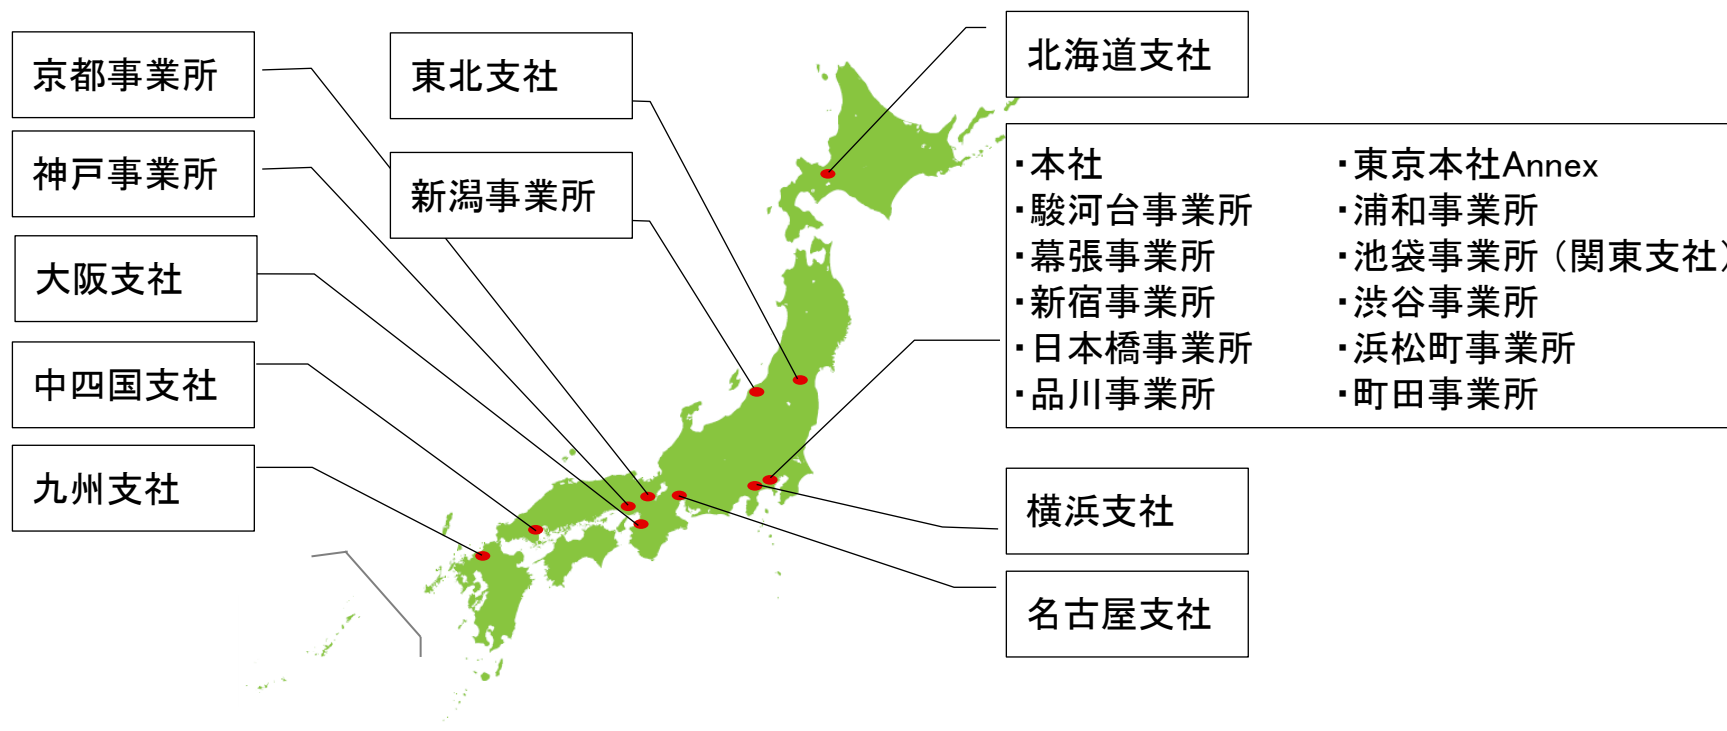 京都事業所
神戸事業所
大阪支社
中四国支社
九州支社
東北支社
新潟事業所
北海道支社
・本社
・駿河台事業所
・幕張事業所
・新宿事業所
・日本橋事業所
・品川事業所
・東京本社Annex
・浦和事業所
・池袋事業所（関東支社）
・渋谷事業所
・浜松町事業所
・町田事業所
横浜支社
名古屋支社